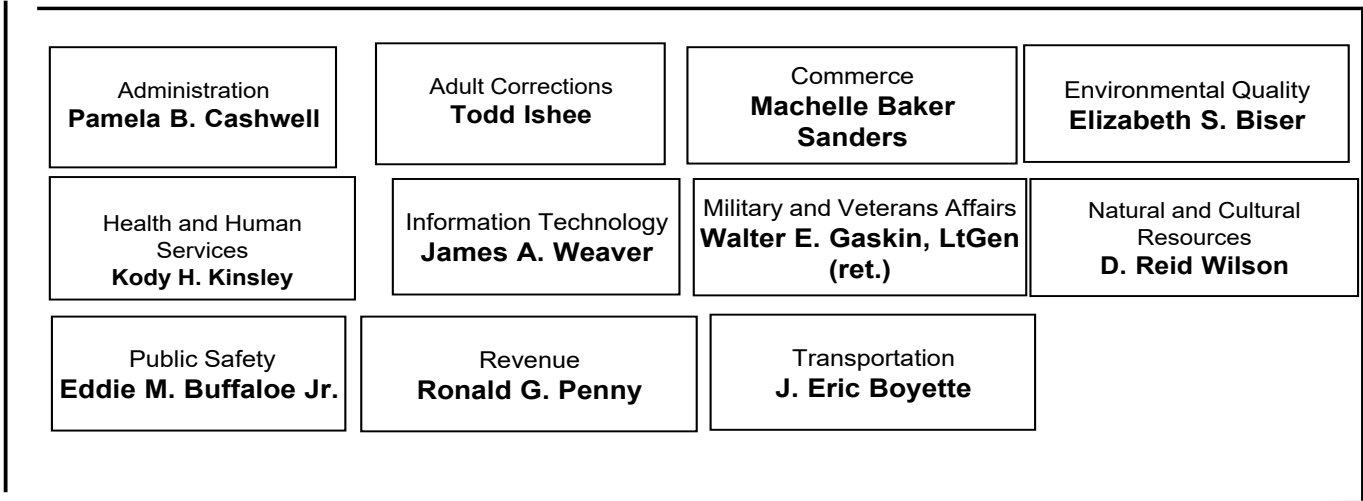 Administration
Pamela B. Cashwell
Adult Corrections
Todd Ishee
Commerce
Machelle Baker
Sanders
Environmental Quality
Elizabeth S. Biser
Health and Human
Services
Kody H. Kinsley
Information Technology
James A. Weaver
Military and Veterans Affairs
Walter E. Gaskin, LtGen
(ret.)
Natural and Cultural
Resources
D. Reid Wilson
Public Safety
Eddie M. Buffaloe Jr.
Revenue
Ronald G. Penny
Transportation
J. Eric Boyette